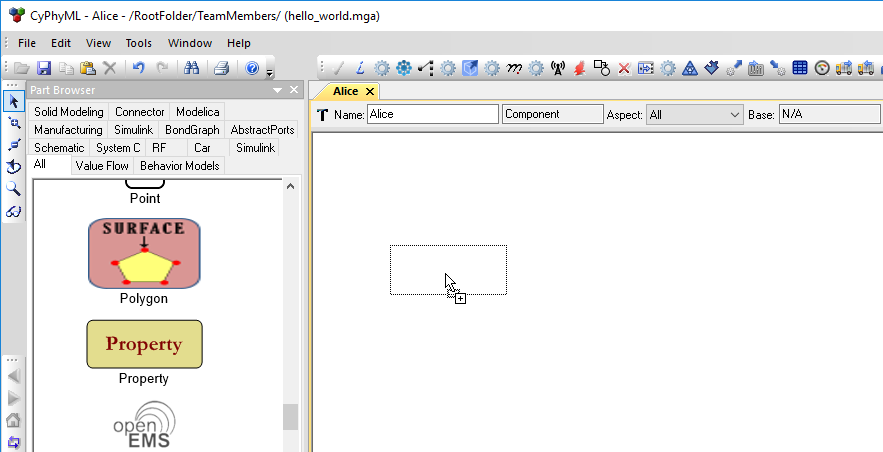 CyPhyML - Alice - /RootFolder/TeamMembers/ (hello_world.mga)
File Edit View Tools Window Help
Part Browser
Alice
Name: Alice Component Aspect: All Base: N/A
Solid Modeling Connector Modelica
Manufacturing Simulink BondGraph AbstractPorts
Schematic System C RF Car Simulink
All Value Flow Behavior Models
Point
SURFACE
Polygon
Property
Property
open
EMS